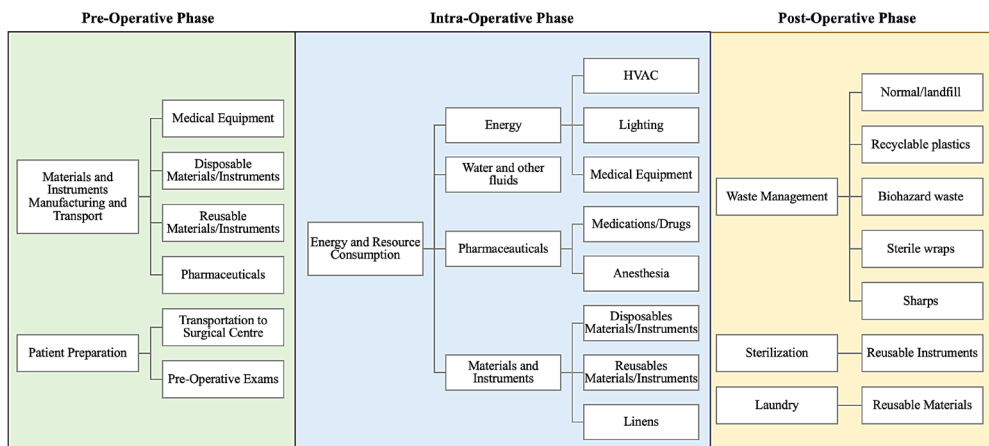 Pre-Operative Phase
Intra-Operative Phase
Post-Operative Phase
Materials and
Instruments
Manufacturing and
Transport
Medical Equipment
Disposable
Materials/Instruments
Reusable
Materials/Instruments
Pharmaceuticals
Patient Preparation
Transportation to
Surgical Centre
Pre-Operative Exams
Energy and Resource
Consumption
Energy
HVAC
Lighting
Medical Equipment
Water and other
fluids
Pharmaceauticals
Medications/Drugs
Anesthesia
Materials and
Instruments
Disposables
Materials/Instruments
Reusables
Materials/Instruments
Linens
Waste Management
Normal/landfill
Recyclable plastics
Biohazard waste
Sterile wraps
Sharps
Sterilization
Reusable Instruments
Laundry
Reusable Materials